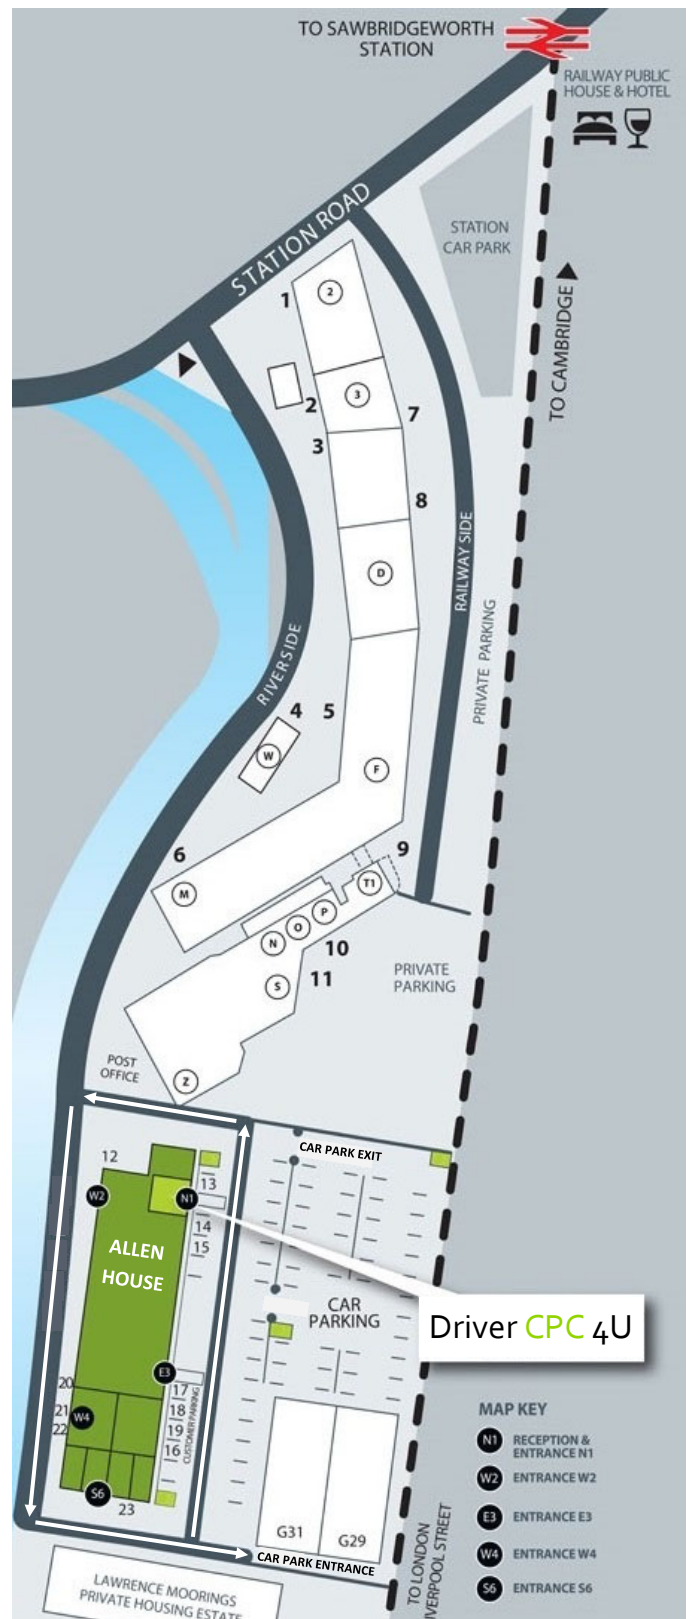 TO SAWBRIDGEWORTH
STATION
RAILWAY PUBLIC
HOUSE & HOTEL
STATION ROAD
STATION
CAR PARK
TO CAMBRIDGE
1
2
2
3
7
3
8
D
RAILWAY SIDE
PRIVATE PARKING
RIVERSIDE
4
5
W
F
6
9
M
T1
P
O
N
10
S
11
PRIVATE
PARKING
POST
OFFICE
Z
CAR PARK EXIT
12
13
W2
N1
14
15
ALLEN
HOUSE
CAR
PARKING
Driver CPC 4U
E3
20
17
21
W4
18
22
19
16
CUSTOMER PARKING
S6
23
G31
G29
CAR PARK ENTRANCE
MAP KEY
N1 RECEPTION &
ENTRANCE N1
W2 ENTRANCE W2
E3 ENTRANCE E3
W4 ENTRANCE W4
S6 ENTRANCE S6
TO LONDON
IVERPOOL STREET
LAWRENCE MOORINGS
PRIVATE HOUSING ESTATE